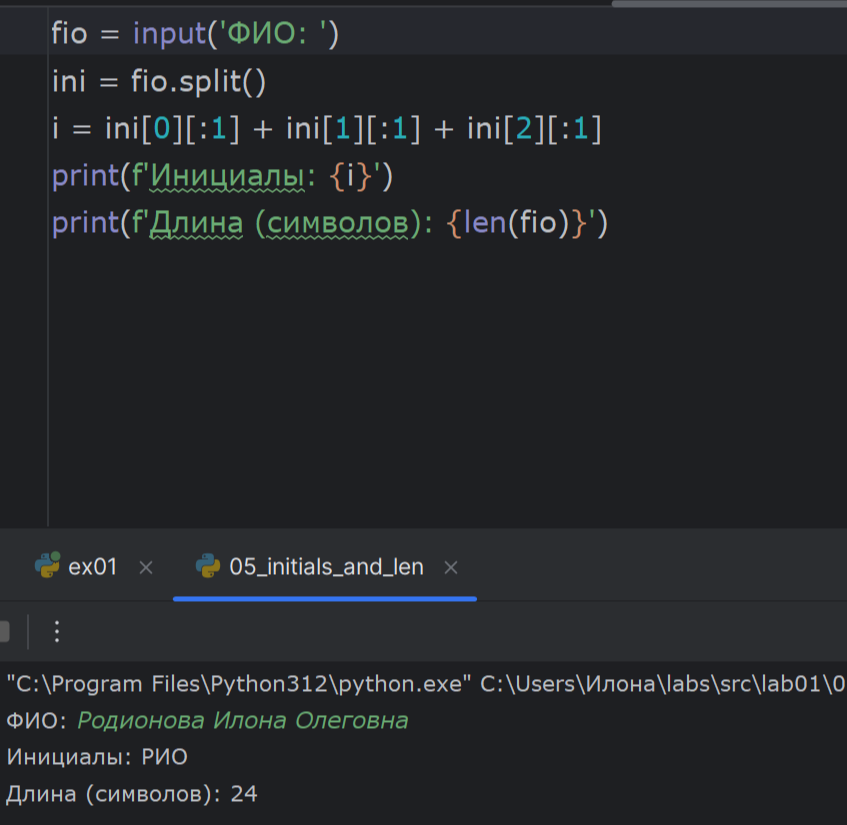 fio = input('ФИО: ')
ini = fio.split()
i = ini[0][:1] + ini[1][:1] + ini[2][:1]
print(f'Инициалы: {i}')
print(f'Длина (символов): {len(fio)}')
ex01
05_initials_and_len
"C:\Program Files\Python312\python.exe" C:\Users\Илона\labs\src\lab01\0
ФИО: Родионова Илона Олеговна
Инициалы: РИО
Длина (символов): 24